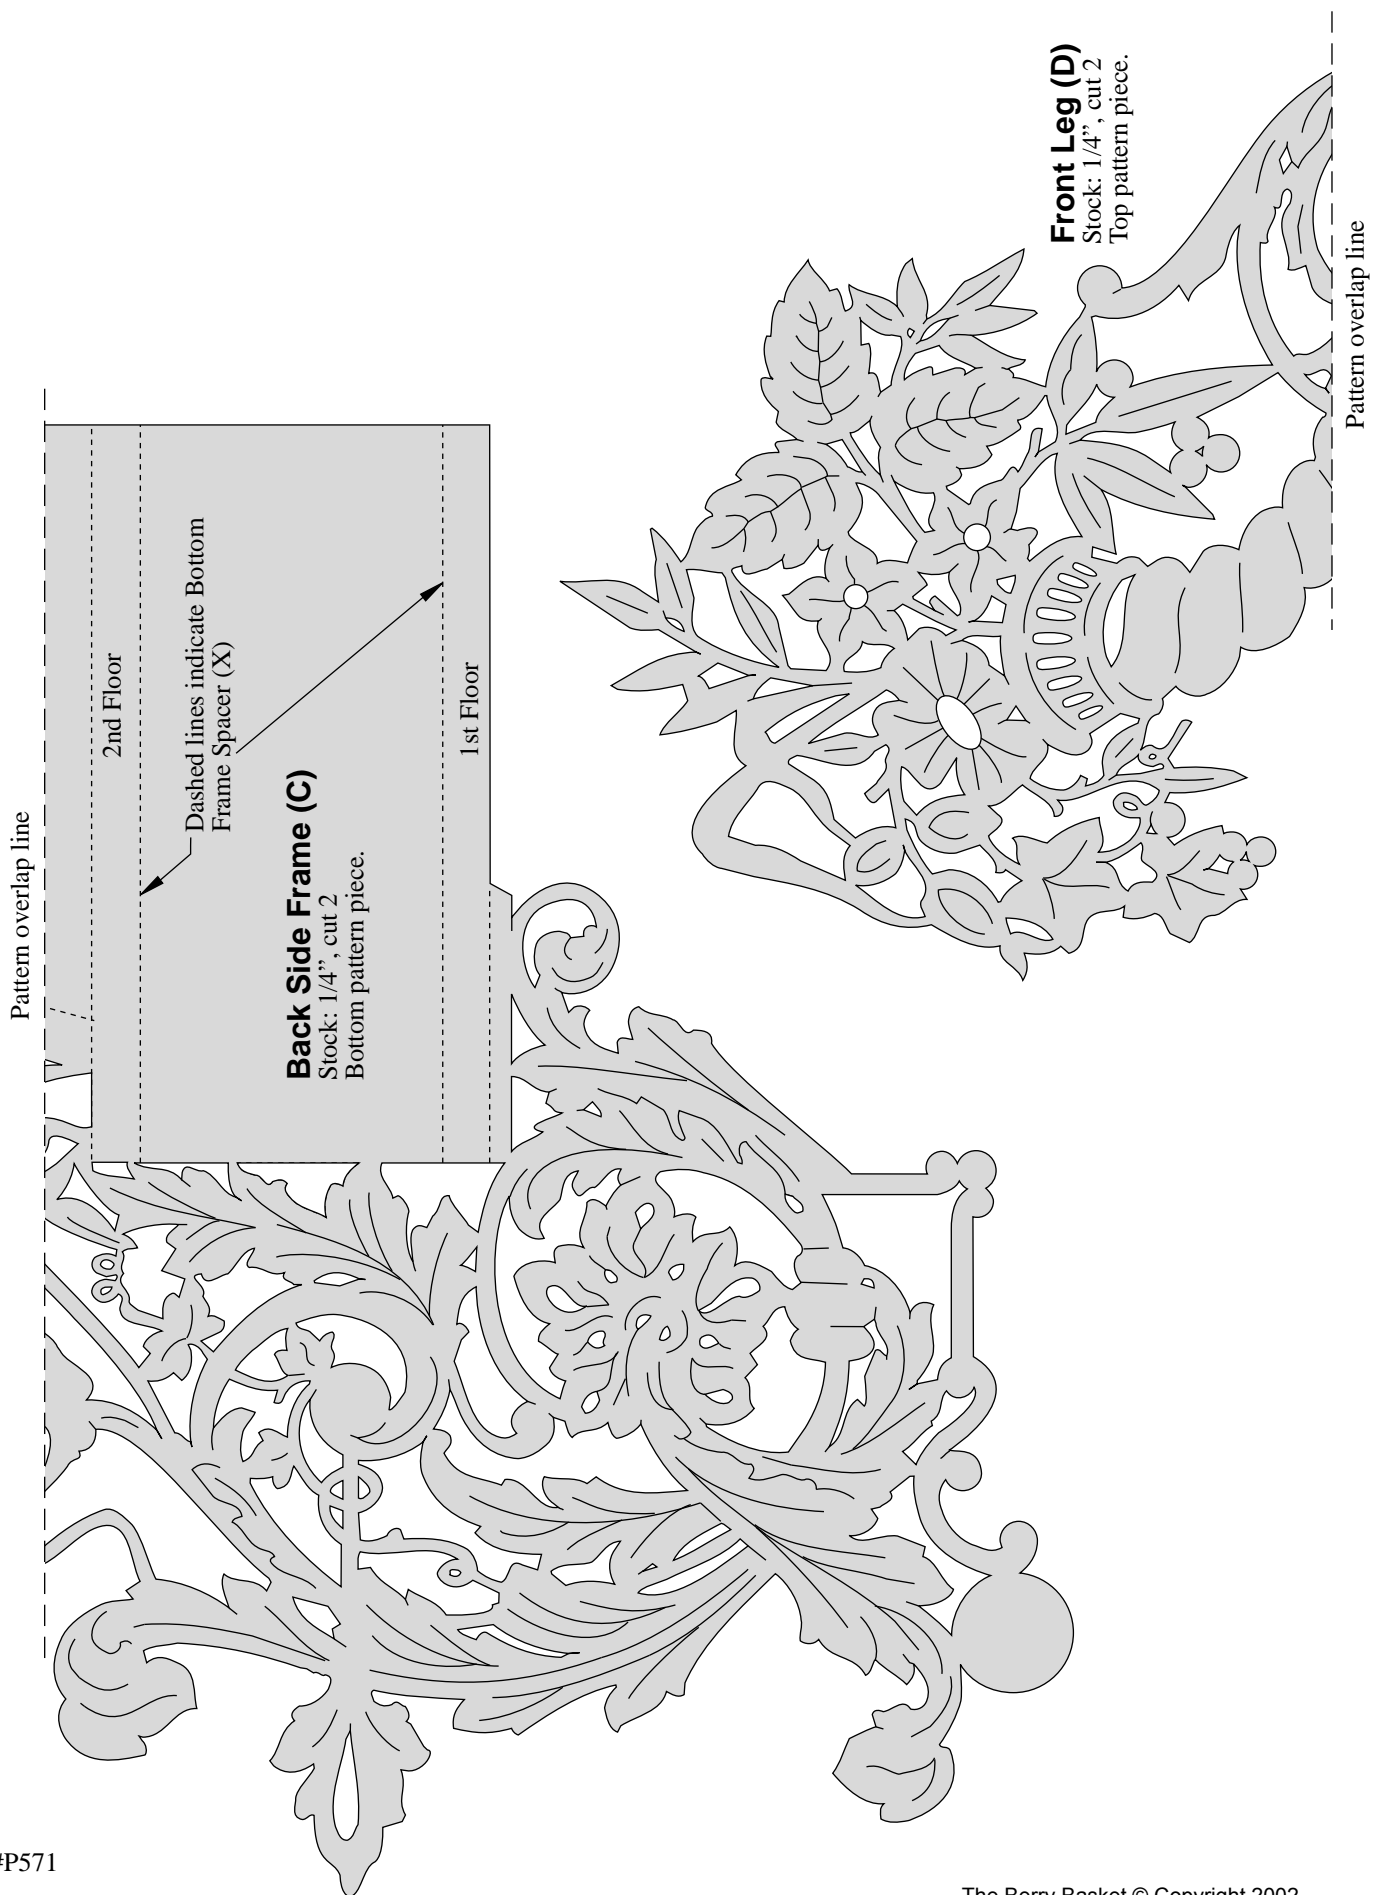 Pattern overlap line
2nd Floor
Dashed lines indicate Bottom
Frame Spacer (X)
1st Floor
Back Side Frame (C)
Stock: 1/4”, cut 2
Bottom pattern piece.
Front Leg (D)
Stock: 1/4”, cut 2
Top pattern piece.
Pattern overlap line
#P571
The Berry Basket © Copyright 2002